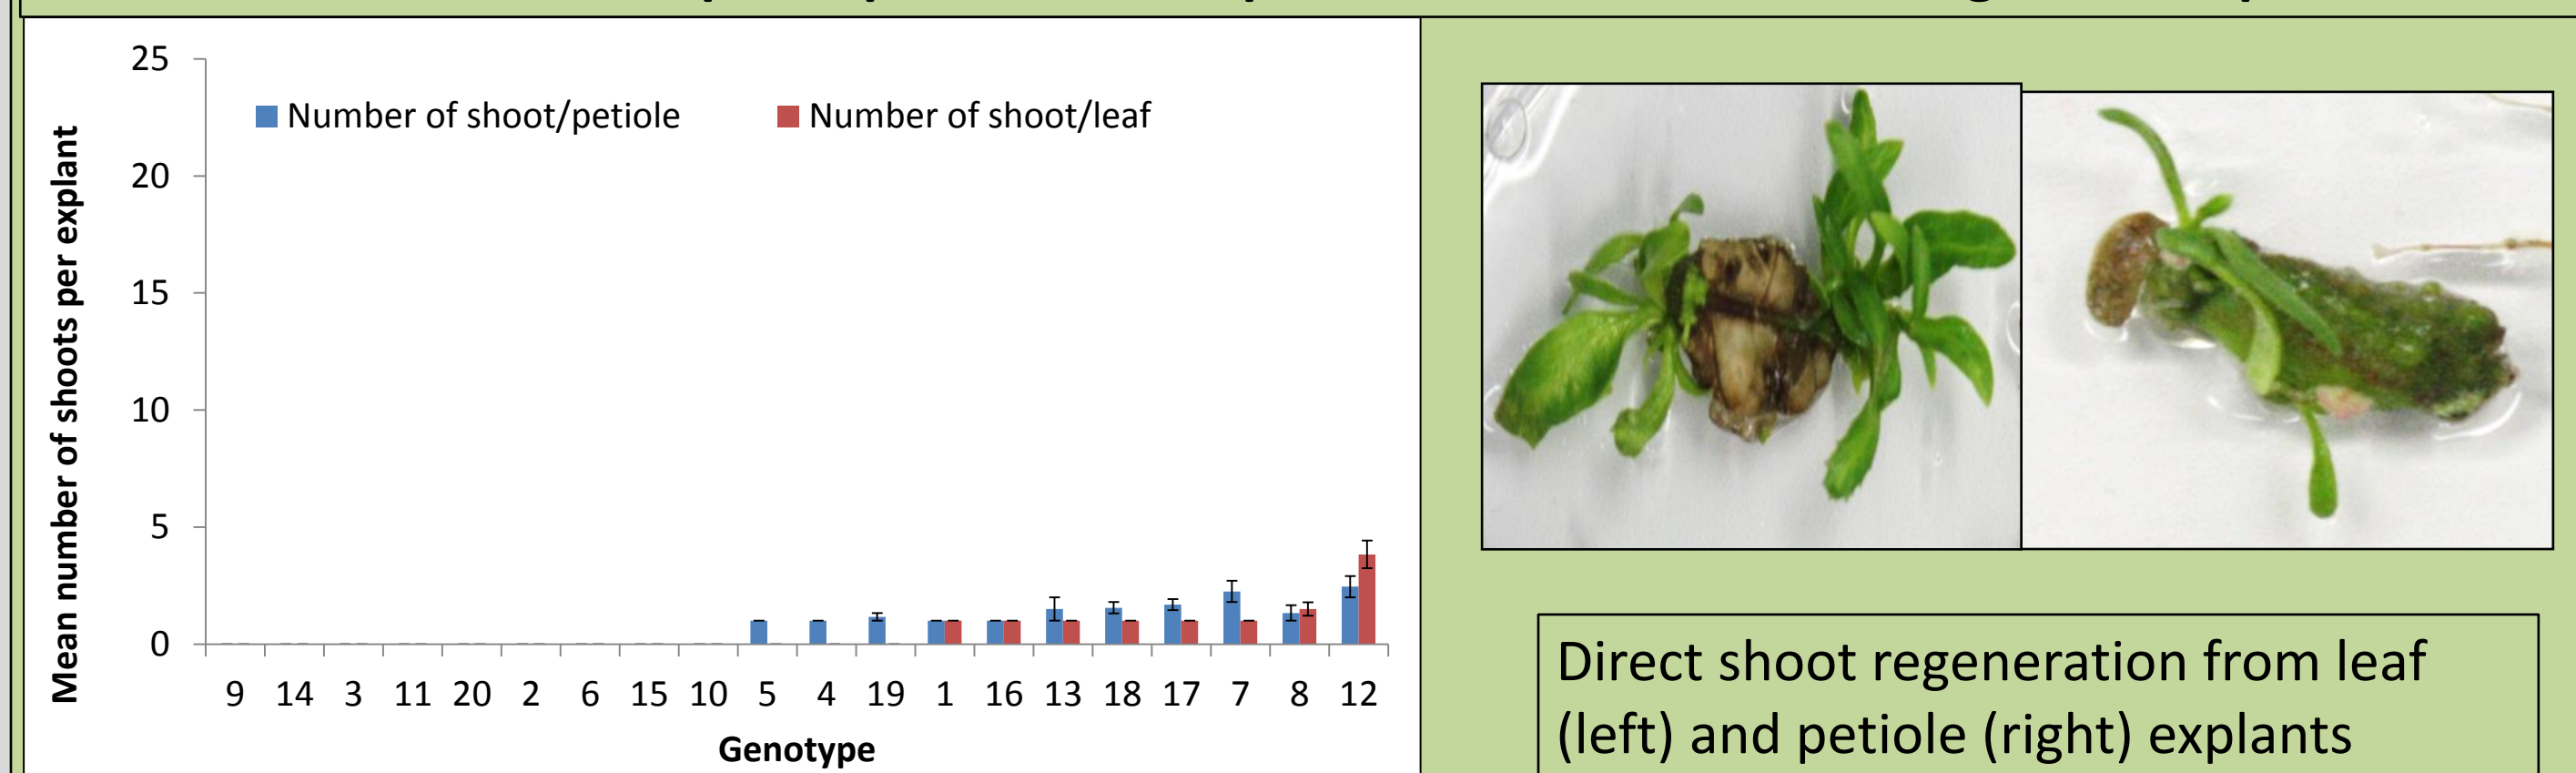 25
Number of shoot/petiole Number of shoot/leaf
20
15
10
5
0
Mean number of shoots per explant
9 14 3 11 20 2 6 15 10 5 4 19 1 16 13 18 17 7 8 12
Genotype
Direct shoot regeneration from leaf
(left) and petiole (right) explants